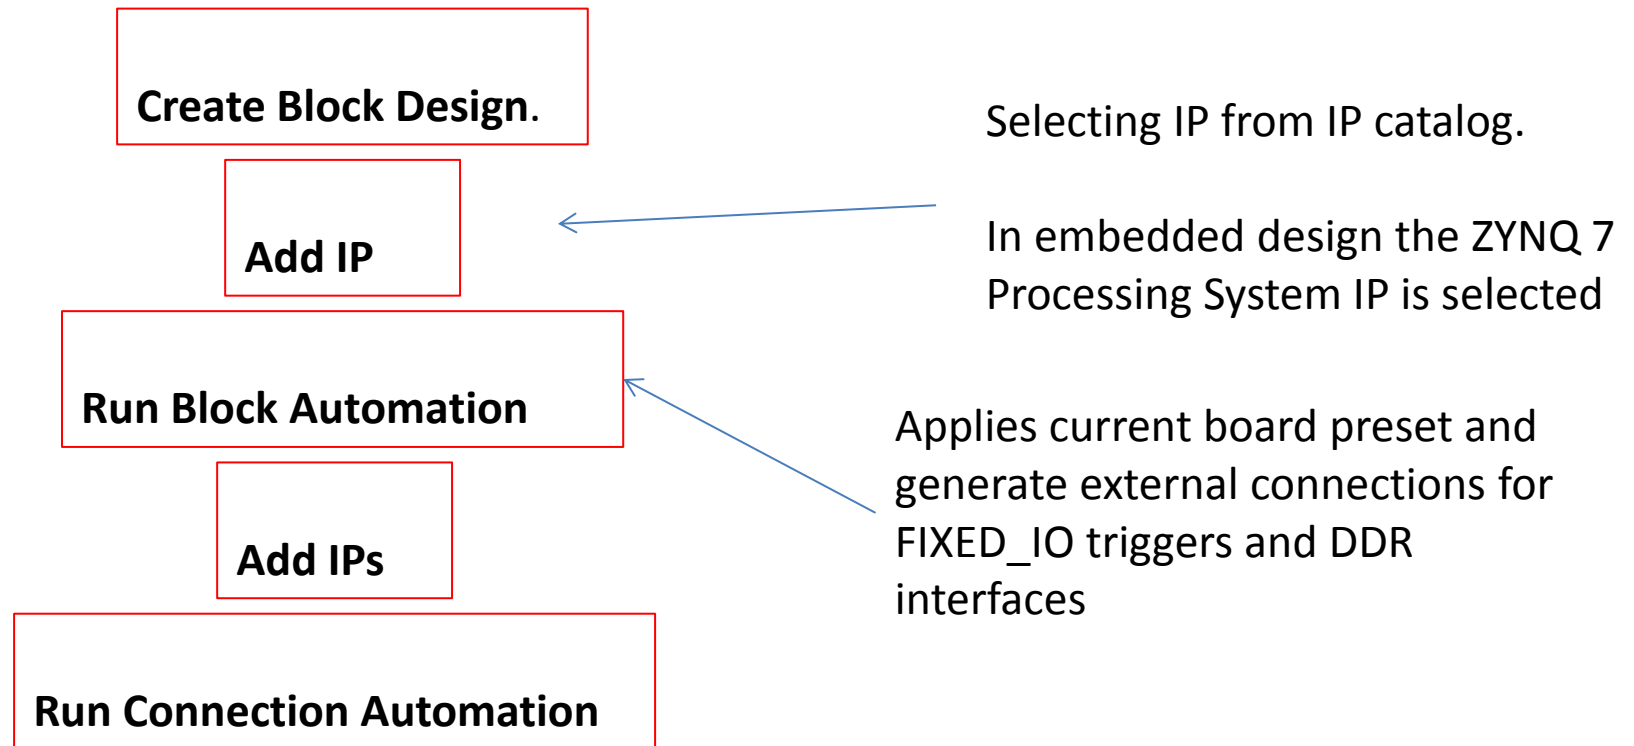 Create Block Design.
Add IP
Run Block Automation
Add IPs
Run Connection Automation
Selecting IP from IP catalog.
In embedded design the ZYNQ 7
Processing System IP is selected
Applies current board preset and
generate external connections for
FIXED_IO triggers and DDR
interfaces